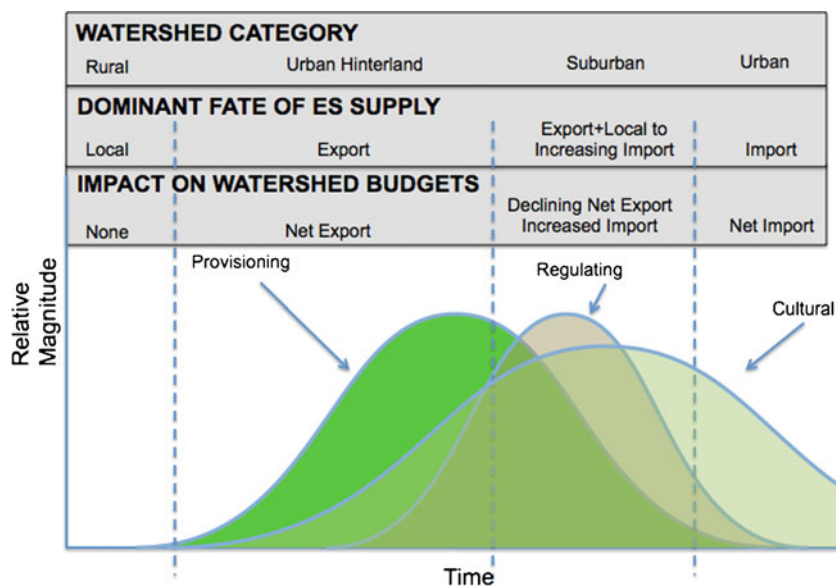 WATERSHED CATEGORY
Rural Urban Hinterland Suburban Urban
DOMINANT FATE OF ES SUPPLY
Local Export Export+Local to Increasing Import Import
IMPACT ON WATERSHED BUDGETS
None Net Export Declining Net Export Increased Import Net Import
Provisioning
Regulating
Cultural
Relative
Magnitude
Time